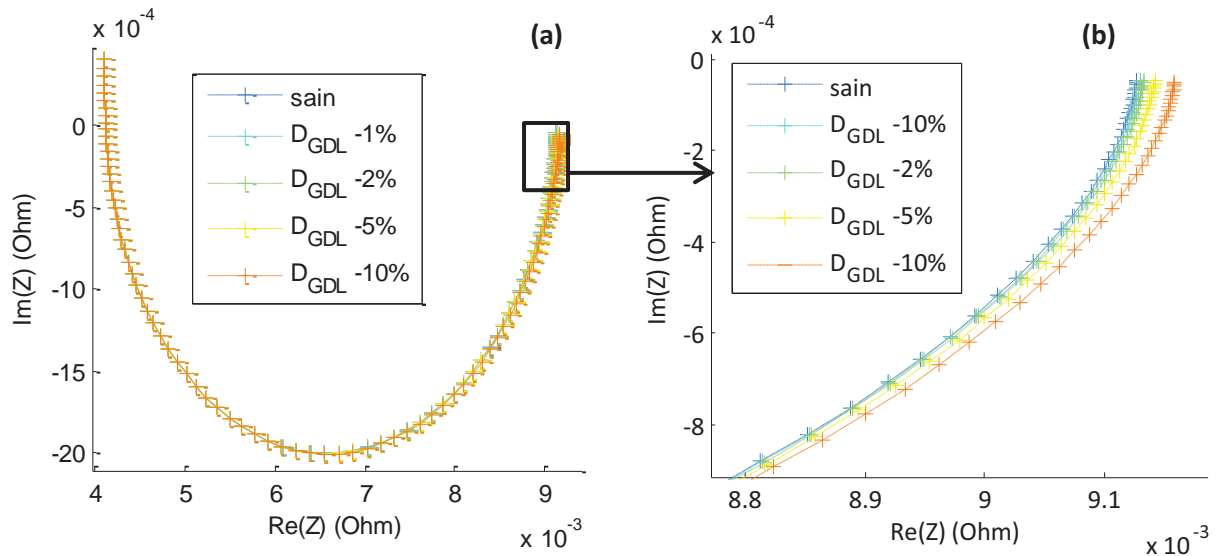 x 10⁻⁴
(a)
0
-5
-10
-15
-20
Im(Z) (Ohm)
4
5
6
7
8
9
Re(Z) (Ohm)
x 10⁻³
sain
D_GDL -1%
D_GDL -2%
D_GDL -5%
D_GDL -10%
x 10⁻⁴
(b)
0
-2
-4
-6
-8
Im(Z) (Ohm)
8.8
8.9
9
9.1
Re(Z) (Ohm)
x 10⁻³
sain
D_GDL -10%
D_GDL -2%
D_GDL -5%
D_GDL -10%